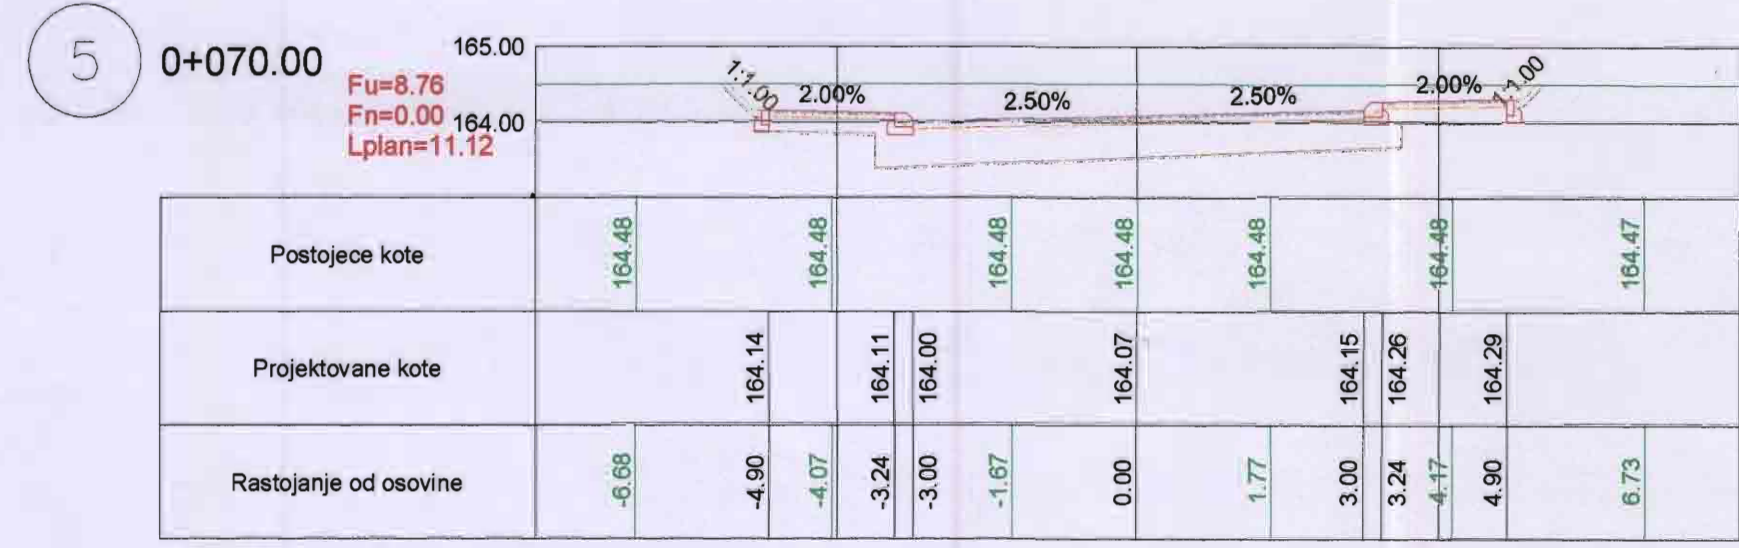 5
0+070.00
Fu=8.76
Fn=0.00
Lplan=11.12
165.00
164.00
1:1.00
2.00%
2.50%
2.50%
2.00%
1:1.00
Postojece kote
164.48 164.48 164.48 164.48 164.48 164.48 164.47
Projektovane kote
164.14 164.11 164.00 164.07 164.15 164.26 164.29
Rastojanje od osovine
-6.68 -4.90 -4.07 -3.24 -3.00 -1.67 0.00 1.77 3.00 3.24 4.17 4.90 6.73